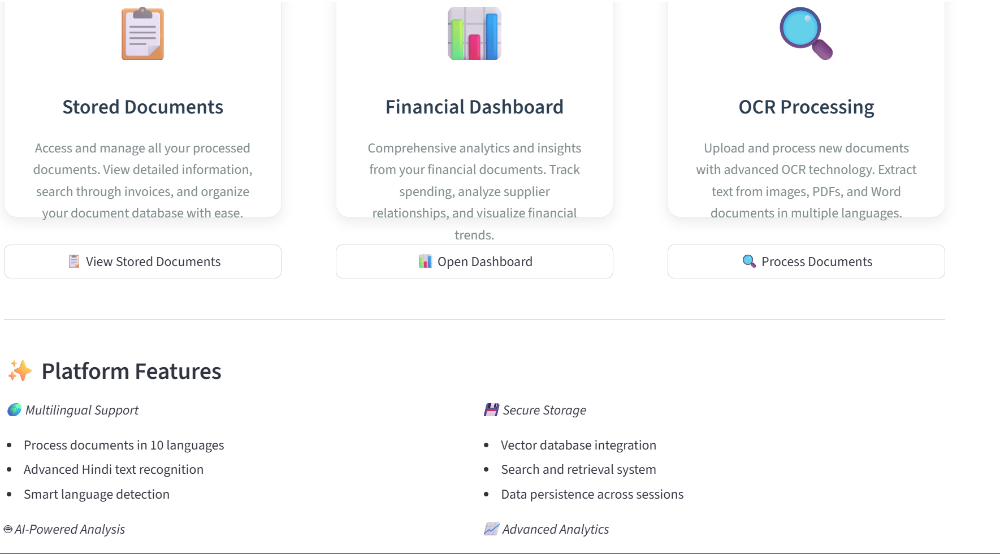 Stored Documents
Access and manage all your processed
documents. View detailed information,
search through invoices, and organize
your document database with ease.
View Stored Documents
Financial Dashboard
Comprehensive analytics and insights
from your financial documents. Track
spending, analyze supplier
relationships, and visualize financial
trends.
Open Dashboard
OCR Processing
Upload and process new documents
with advanced OCR technology. Extract
text from images, PDFs, and Word
documents in multiple languages.
Process Documents
Platform Features
Multilingual Support
Process documents in 10 languages
Advanced Hindi text recognition
Smart language detection
AI-Powered Analysis
Secure Storage
Vector database integration
Search and retrieval system
Data persistence across sessions
Advanced Analytics